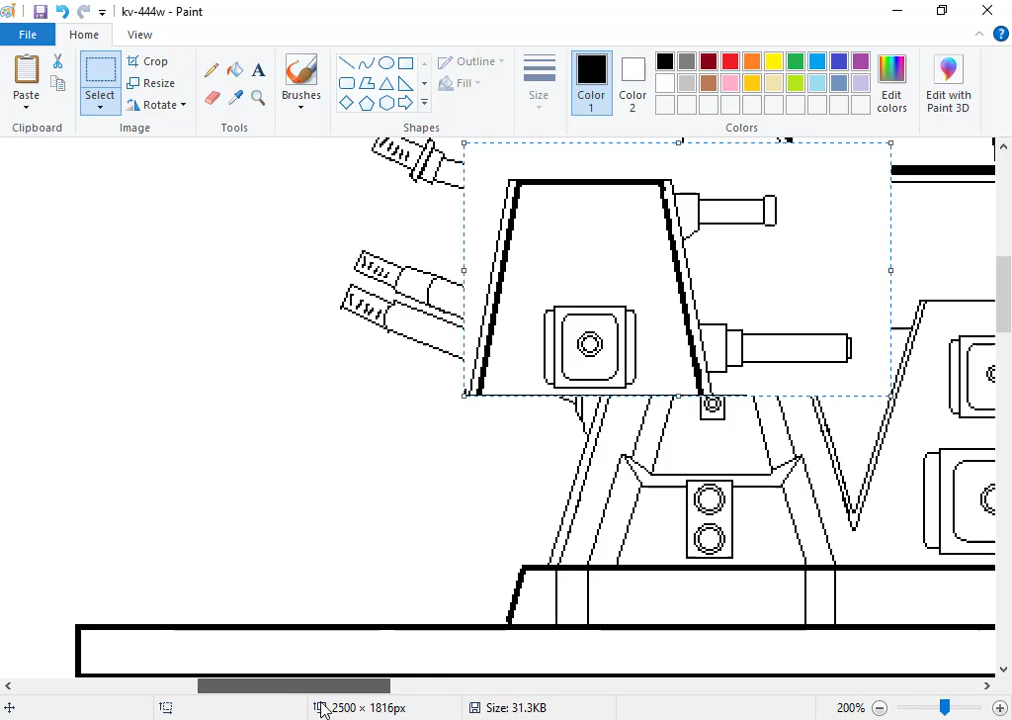 kv-444w - Paint
File Home View
Paste
Select
Crop
Resize
Rotate
A
Brushes
Outline
Fill
Size
Color 1
Color 2
Edit colors
Edit with Paint 3D
?
Clipboard Image Tools Shapes Colors
2500 × 1816px Size: 31.3KB 200%